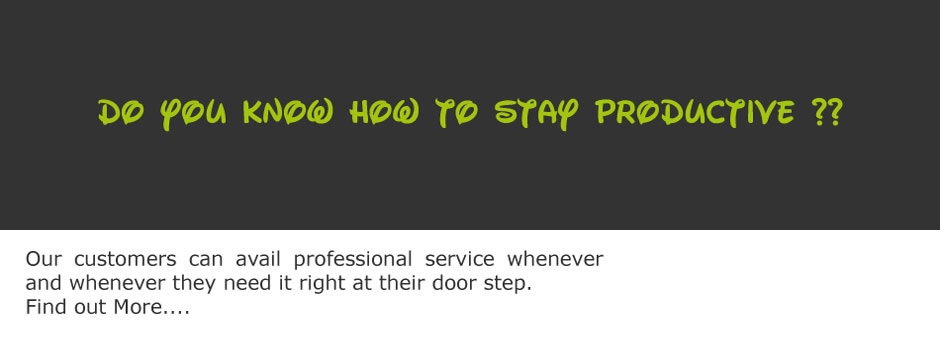 DO YOU KNOW HOW TO STAY PRODUCTIVE ??
Our customers can avail professional service whenever
and whenever they need it right at their door step.
Find out More....